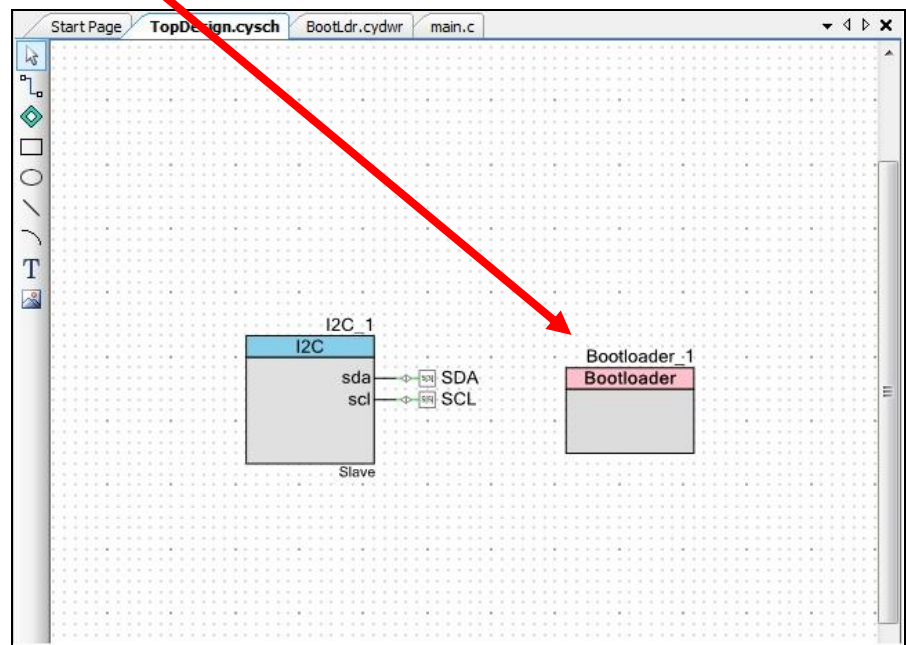 Start Page TopDesign.cysch BootLdr.cydwr main.c
T
I2C_1
I2C
sda SDA
scl SCL
Slave
Bootloader_1
Bootloader